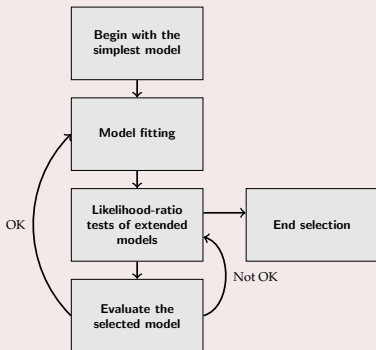 Begin with the
simplest model
Model fitting
Likelihood-ratio
tests of extended
models
End selection
OK
Not OK
Evaluate the
selected model